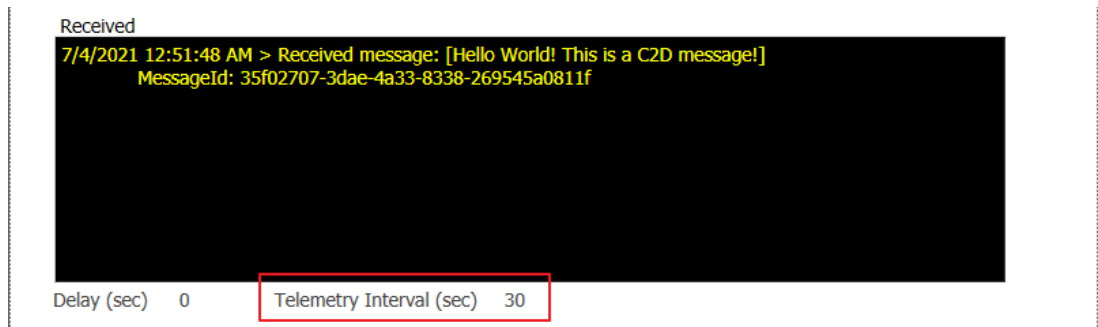 Received
7/4/2021 12:51:48 AM > Received message: [Hello World! This is a C2D message!]
MessageId: 35f02707-3dae-4a33-8338-269545a0811f
Delay (sec) 0 Telemetry Interval (sec) 30